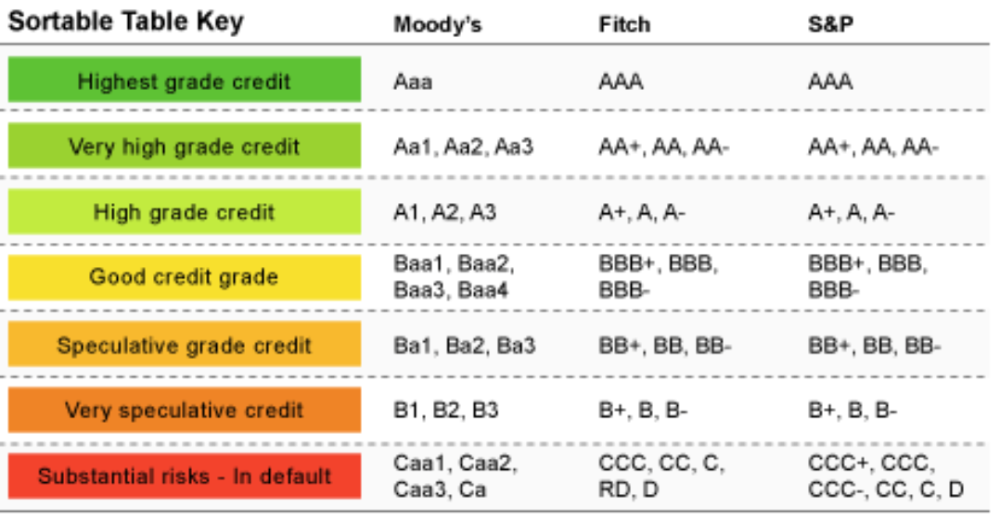 Sortable Table Key Moody's Fitch S&P
Highest grade credit Aaa AAA AAA
Very high grade credit Aa1, Aa2, Aa3 AA+, AA, AA- AA+, AA, AA-
High grade credit A1, A2, A3 A+, A, A- A+, A, A-
Good credit grade Baa1, Baa2, BBB+, BBB, BBB+, BBB,
Baa3, Baa4 BBB- BBB-
Speculative grade credit Ba1, Ba2, Ba3 BB+, BB, BB- BB+, BB, BB-
Very speculative credit B1, B2, B3 B+, B, B- B+, B, B-
Substantial risks - In default Caa1, Caa2, CCC, CC, C, CCC+, CCC,
Caa3, Ca RD, D CCC-, CC, C, D